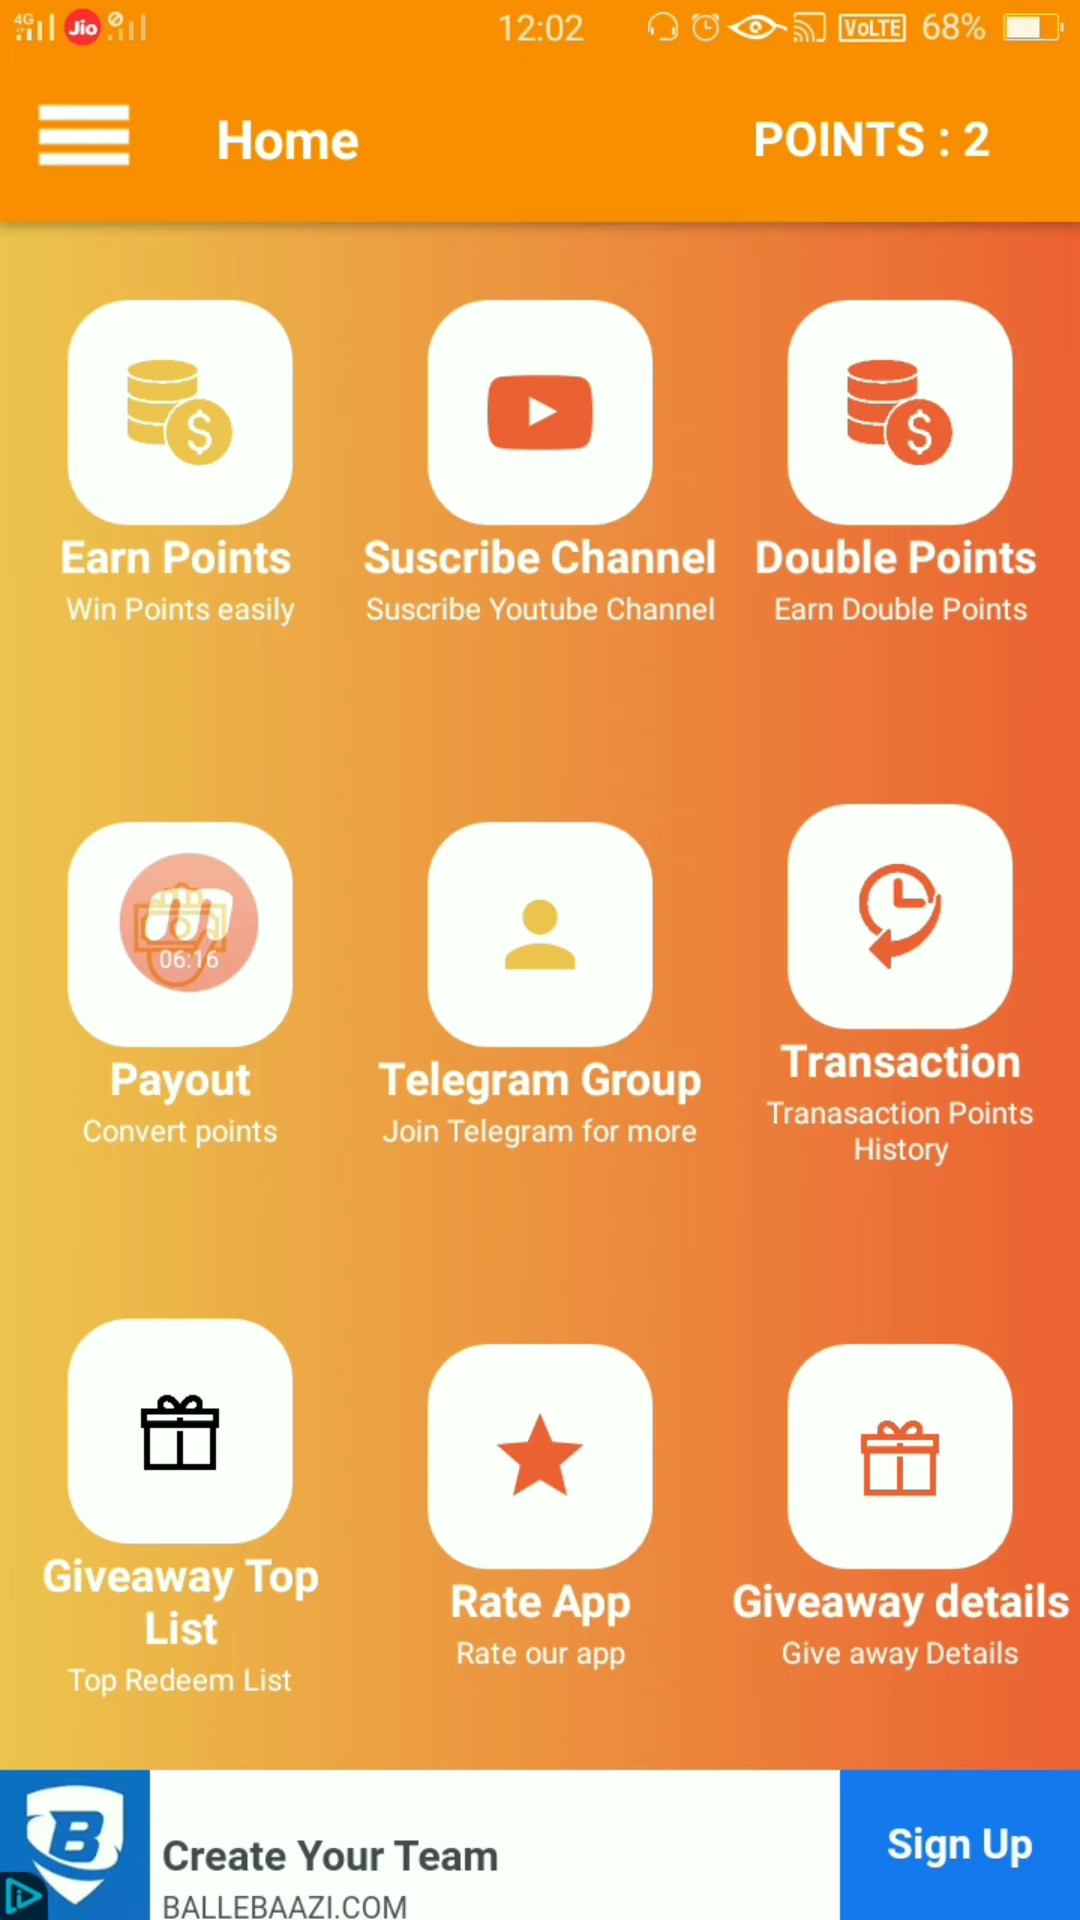 4G Jio 12:02 VoLTE 68%
Home POINTS : 2
Earn Points Suscribe Channel Double Points
Win Points easily Suscribe Youtube Channel Earn Double Points
06:16
Payout Telegram Group Transaction
Convert points Join Telegram for more Tranasaction Points
History
Giveaway Top
List
Top Redeem List
Rate App
Rate our app
Giveaway details
Give away Details
B
Create Your Team
BALLEBAAZI.COM
Sign Up